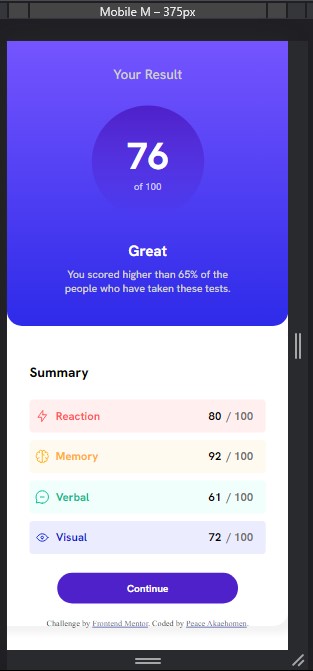 Mobile M – 375px
Your Result
76
of 100
Great
You scored higher than 65% of the
people who have taken these tests.
Summary
Reaction 80 / 100
Memory 92 / 100
Verbal 61 / 100
Visual 72 / 100
Continue
Challenge by Frontend Mentor. Coded by Peace Akaehomen.